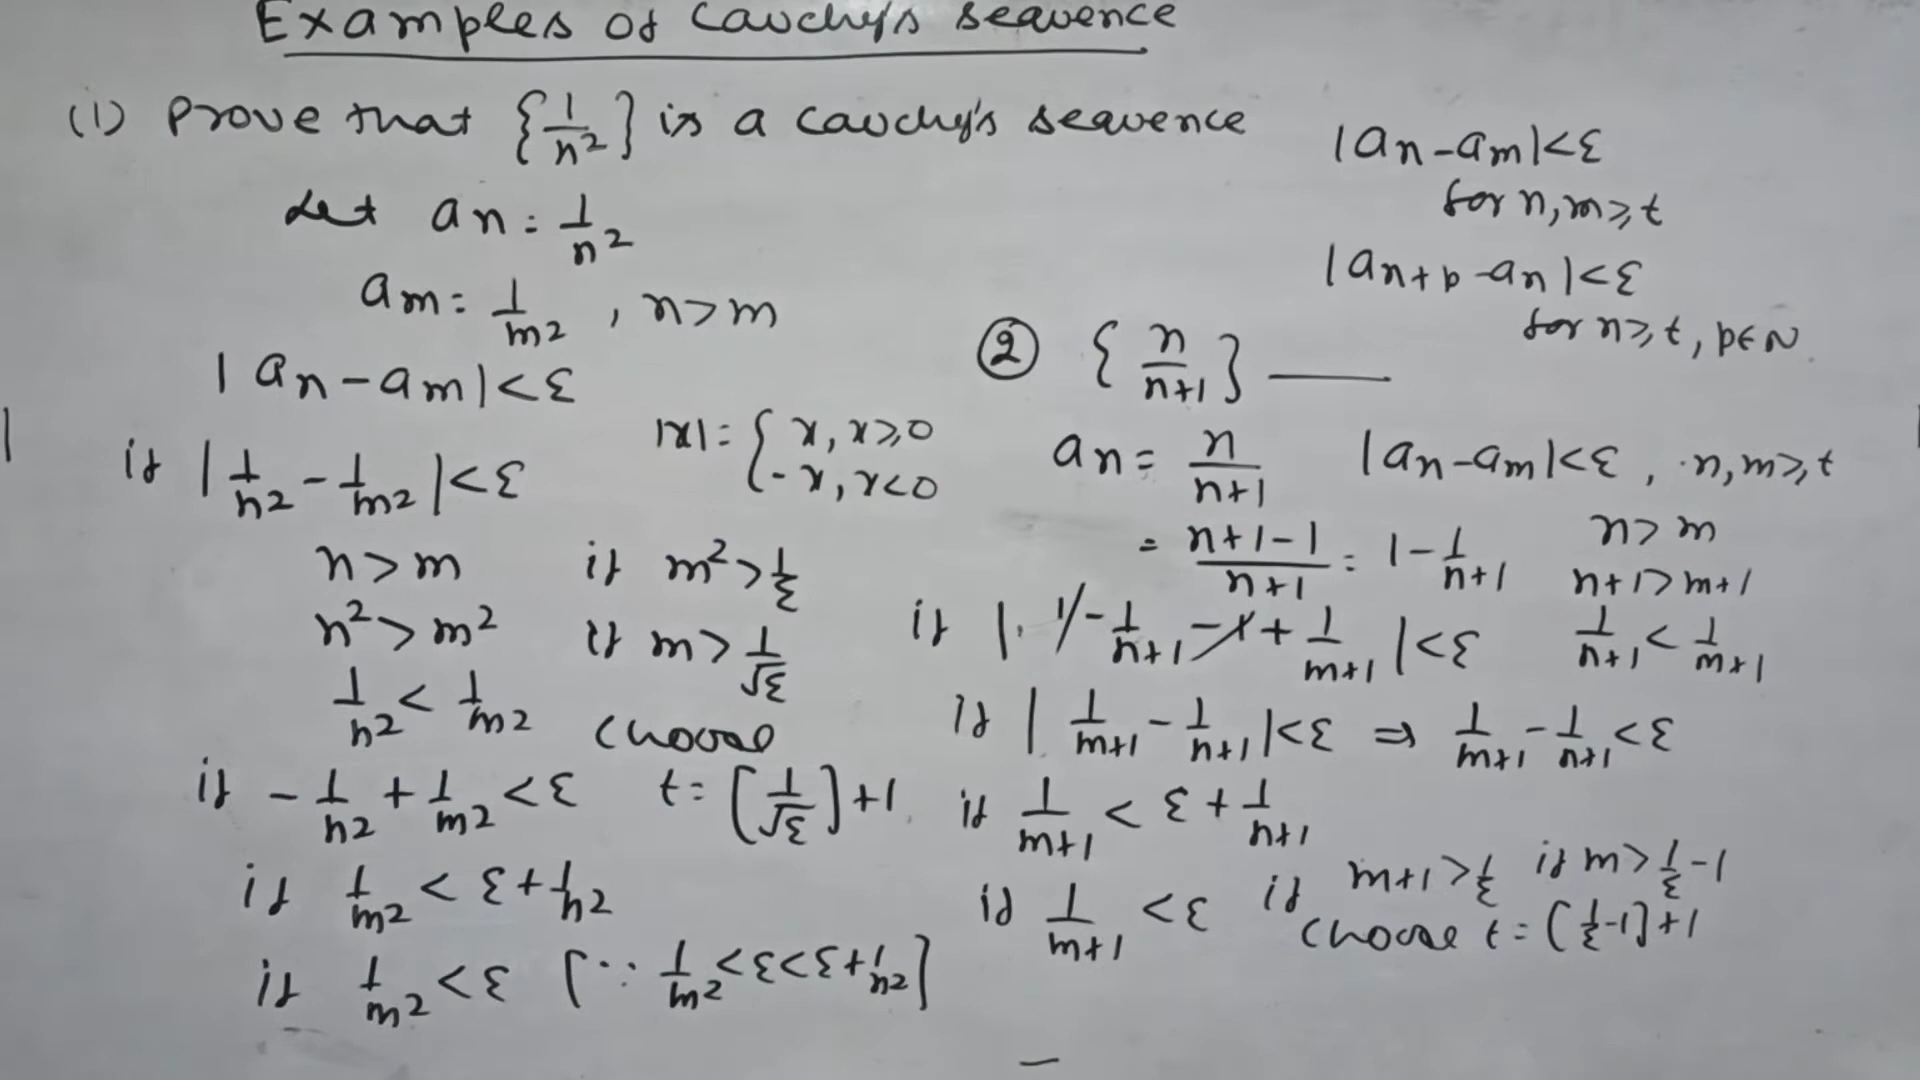 Examples of Cauchy's sequence
(1) Prove that {1/n²} is a cauchy's sequence
Let an = 1/n²
am = 1/m² , n>m
|an-am|<ε
if |1/n² - 1/m²|<ε
|x| = { x, x≥0
-x, x<0
n>m
n²>m²
1/n² < 1/m²
if -1/n² + 1/m² < ε
if 1/m² < ε + 1/n²
if 1/m² < ε [∵ 1/m² < ε < ε + 1/n²]
if m² > 1/ε
if m > 1/√ε
choose
t = [1/√ε] + 1
|an-am|<ε
for n,m≥t
|an+p-an|<ε
for n≥t, p∈N
② {n/n+1} ——
an = n/n+1 |an-am|<ε, n,m≥t
= n+1-1/n+1 = 1 - 1/n+1
n>m
n+1>m+1
1/n+1 < 1/m+1
if |1 - 1/n+1 - 1 + 1/m+1|<ε
if |1/m+1 - 1/n+1|<ε ⇒ 1/m+1 - 1/n+1 < ε
if 1/m+1 < ε + 1/n+1
if 1/m+1 < ε if m+1 > 1/ε if m > 1/ε - 1
choose t = [1/ε - 1] + 1